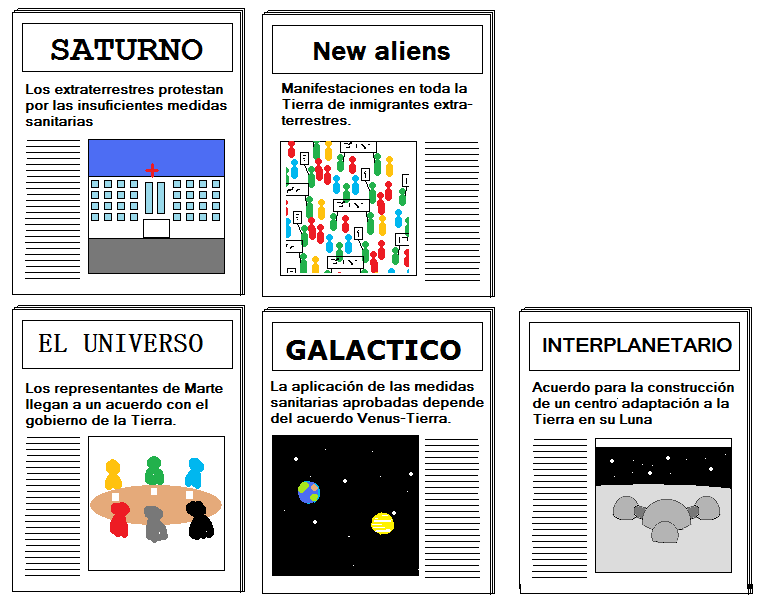 SATURNO
Los extraterrestres protestan
por las insuficientes medidas
sanitarias
New aliens
Manifestaciones en toda la
Tierra de inmigrantes extra-
terrestres.
EL UNIVERSO
Los representantes de Marte
llegan a un acuerdo con el
gobierno de la Tierra.
GALACTICO
La aplicación de las medidas
sanitarias aprobadas depende
del acuerdo Venus-Tierra.
INTERPLANETARIO
Acuerdo para la construcción
de un centro adaptación a la
Tierra en su Luna